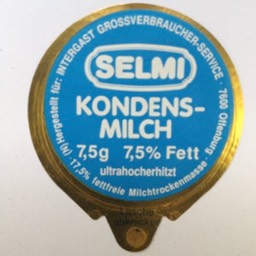 Hergestellt für: INTERGAST GROSSVERBRAUCHER-SERVICE · 7600 Offenburg
SELMI
KONDENS-
MILCH
7,5g 7,5% Fett
ultrahocherhitzt
17,5% fettfreie Milchtrockenmasse